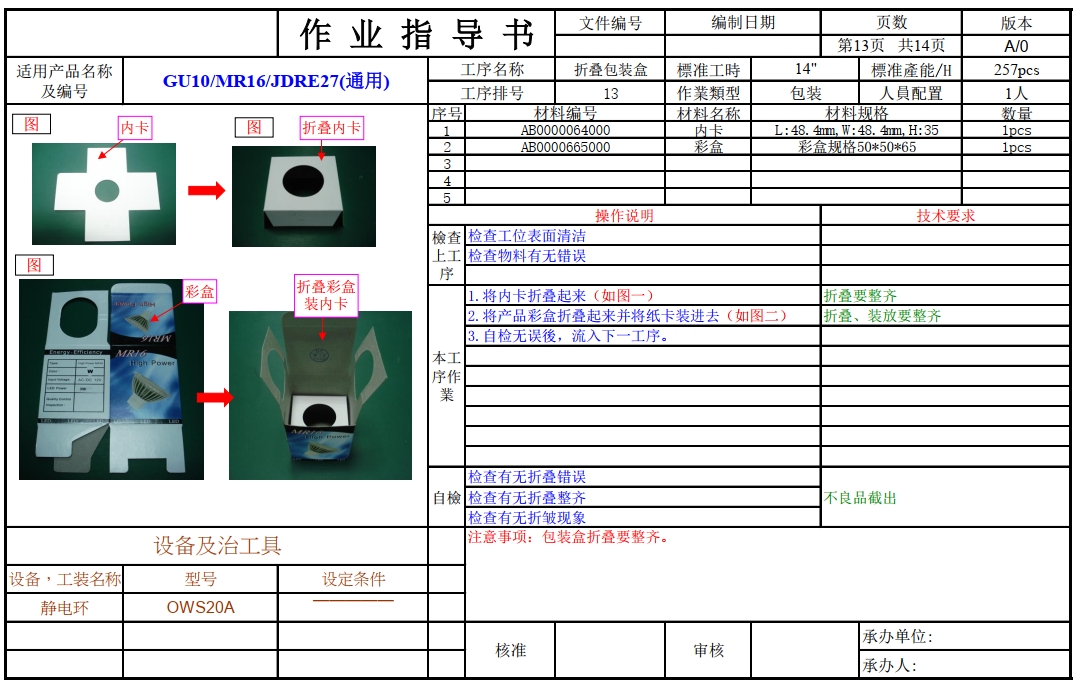 作 业 指 导 书
文件编号
编制日期
页数
版本
第13页 共14页
A/0
适用产品名称
及编号
GU10/MR16/JDRE27(通用)
工序名称
折叠包装盒
標准工時
14"
標准產能/H
257pcs
工序排号
13
作業類型
包装
人员配置
1人
序号
材料编号
材料名称
材料规格
数量
1
AB0000064000
内卡
L:48.4mm,W:48.4mm,H:35
1pcs
2
AB0000665000
彩盒
彩盒规格50*50*65
1pcs
3
4
5
图
内卡
图
折叠内卡
图
彩盒
折叠彩盒
装内卡
Energy-Efficiency
MR16
High Power
MR16
High Power
操作说明
技术要求
檢查
上工
序
检查工位表面清洁
检查物料有无错误
本工
序作
業
1.将内卡折叠起来(如图一)
折叠要整齐
2.将产品彩盒折叠起来并将纸卡装进去(如图二)
折叠、装放要整齐
3.自检无误後，流入下一工序。
自檢
检查有无折叠错误
检查有无折叠整齐
检查有无折皱现象
不良品截出
注意事项：包装盒折叠要整齐。
设备及治工具
设备，工装名称
型号
设定条件
静电环
OWS20A
—————
核准
审核
承办单位:
承办人: